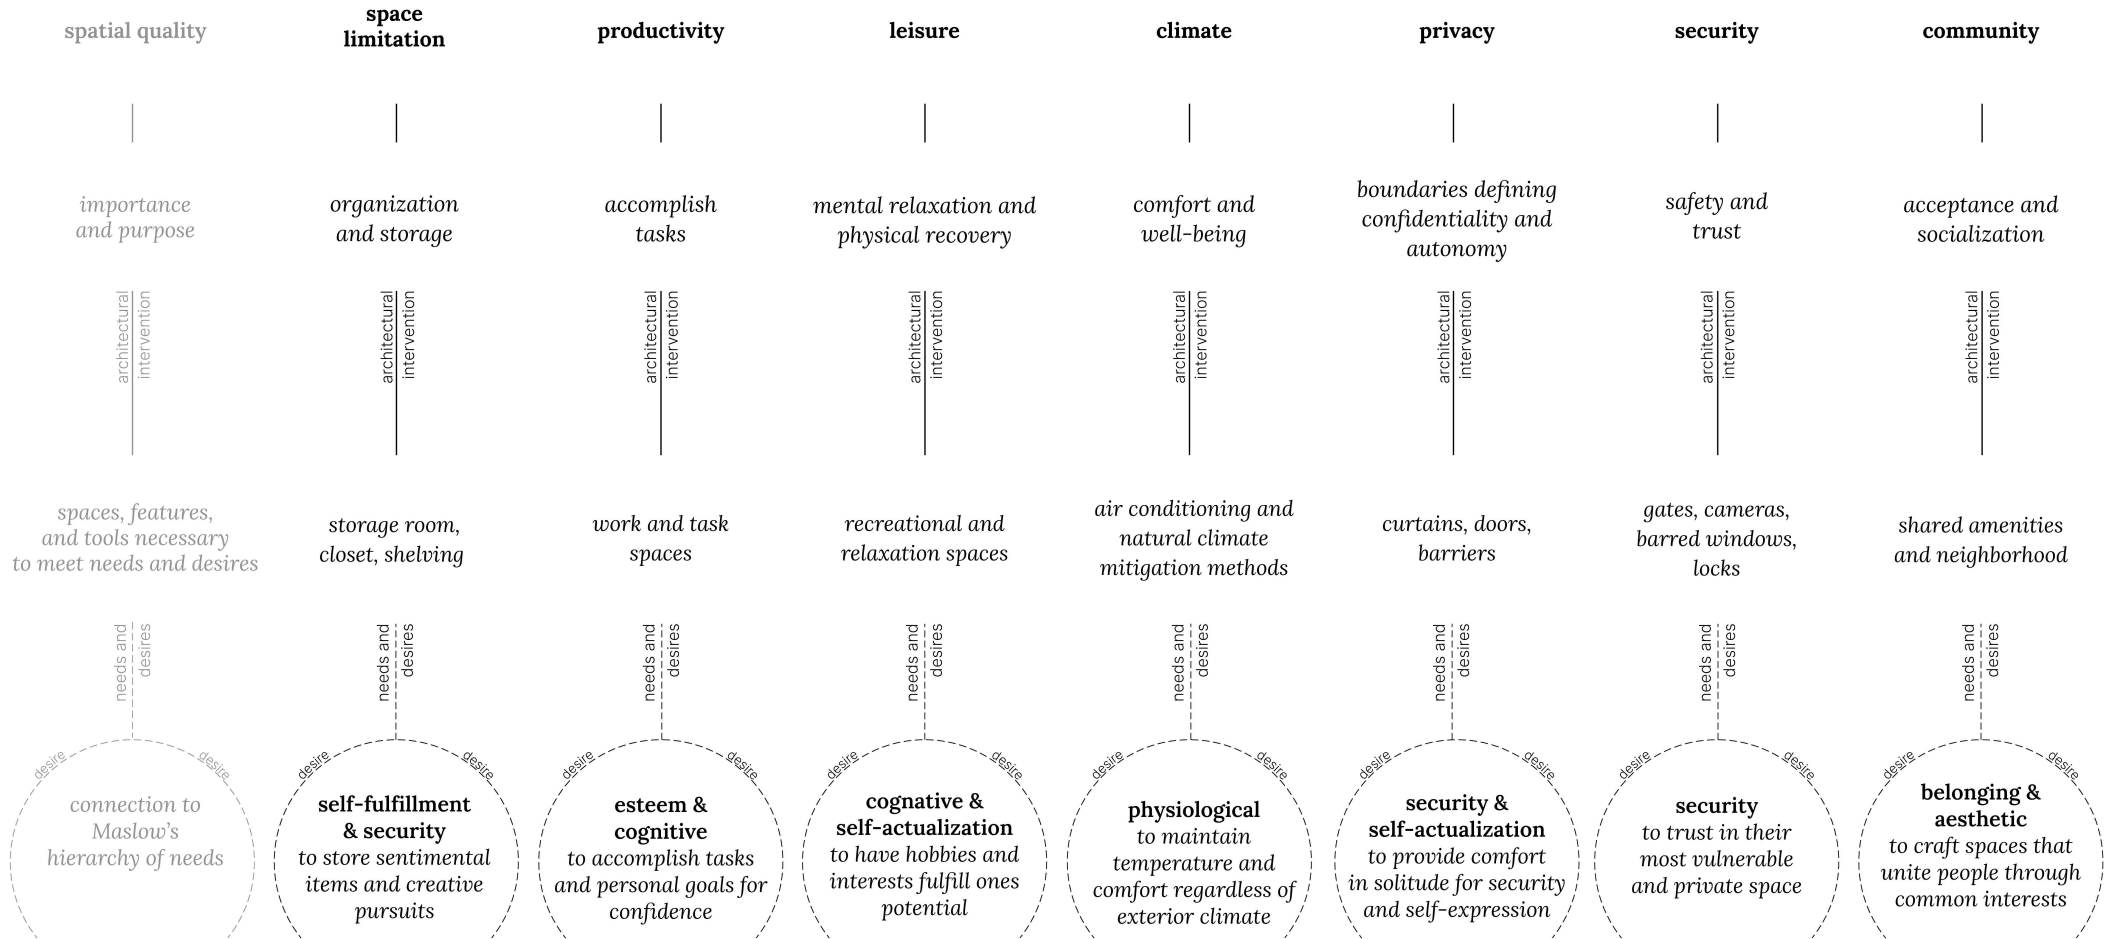 spatial quality
importance
and purpose
architectural
intervention
spaces, features,
and tools necessary
to meet needs and desires
needs and
desires
desire
desire
connection to
Maslow's
hierarchy of needs
space
limitation
organization
and storage
architectural
intervention
storage room,
closet, shelving
needs and
desires
desire
desire
self-fulfillment
& security
to store sentimental
items and creative
pursuits
productivity
accomplish
tasks
architectural
intervention
work and task
spaces
needs and
desires
desire
desire
esteem &
cognitive
to accomplish tasks
and personal goals for
confidence
leisure
mental relaxation and
physical recovery
architectural
intervention
recreational and
relaxation spaces
needs and
desires
desire
desire
cognative &
self-actualization
to have hobbies and
interests fulfill ones
potential
climate
comfort and
well-being
architectural
intervention
air conditioning and
natural climate
mitigation methods
needs and
desires
desire
desire
physiological
to maintain
temperature and
comfort regardless of
exterior climate
privacy
boundaries defining
confidentiality and
autonomy
architectural
intervention
curtains, doors,
barriers
needs and
desires
desire
desire
security &
self-actualization
to provide comfort
in solitude for security
and self-expression
security
safety and
trust
architectural
intervention
gates, cameras,
barred windows,
locks
needs and
desires
desire
desire
security
to trust in their
most vulnerable
and private space
community
acceptance and
socialization
architectural
intervention
shared amenities
and neighborhood
needs and
desires
desire
desire
belonging &
aesthetic
to craft spaces that
unite people through
common interests